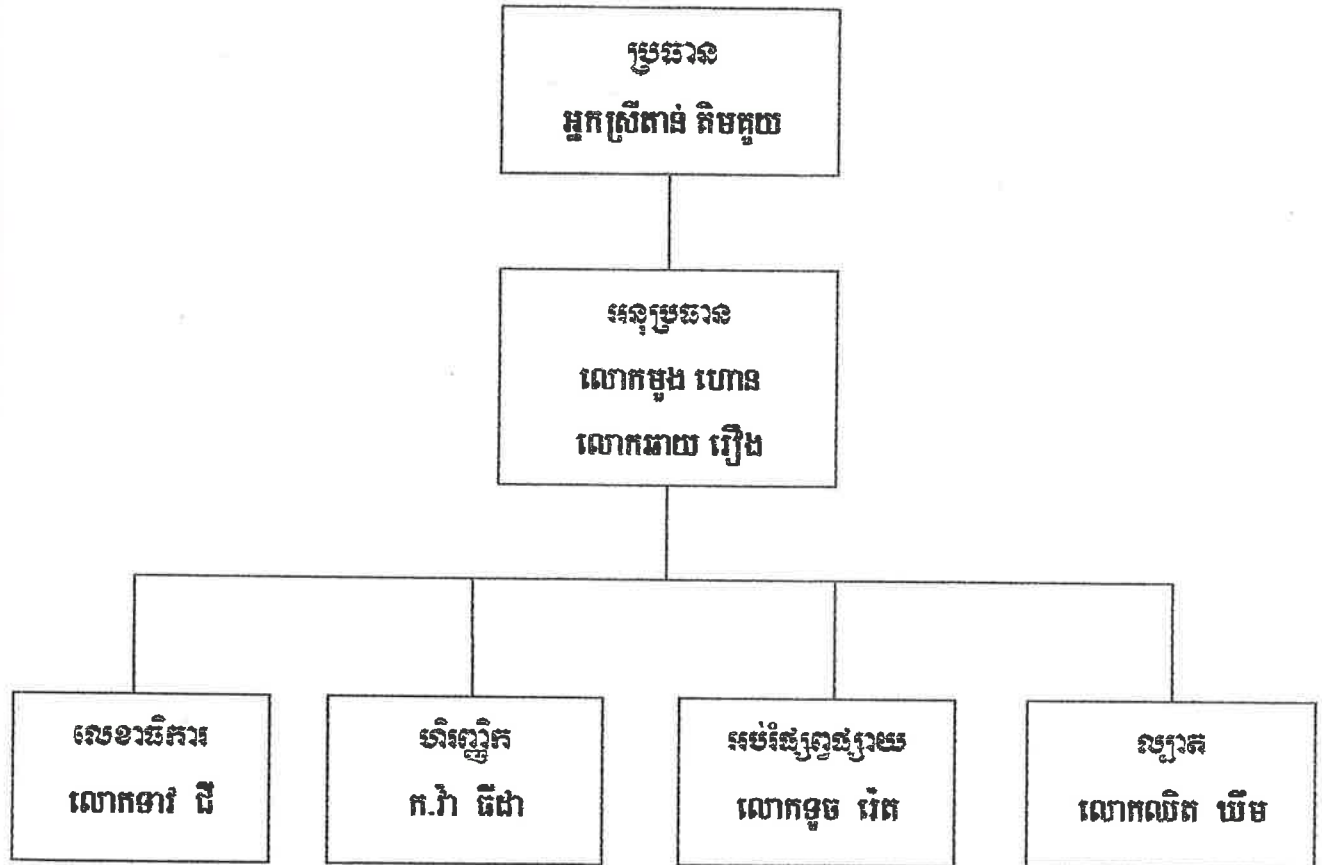 ប្រធាន
អ្នកស្រីតាន់ គិមគួយ
អនុប្រធាន
លោកមួង ហោន
លោកឆាយ រឿង
លេខាធិការ
លោកទាវ ជី
ហិរញ្ញិក
ក.វ៉ា ធីដា
អប់រំផ្សព្វផ្សាយ
លោកទូច រ៉េត
ល្បាត
លោកឈិត ឃឹម